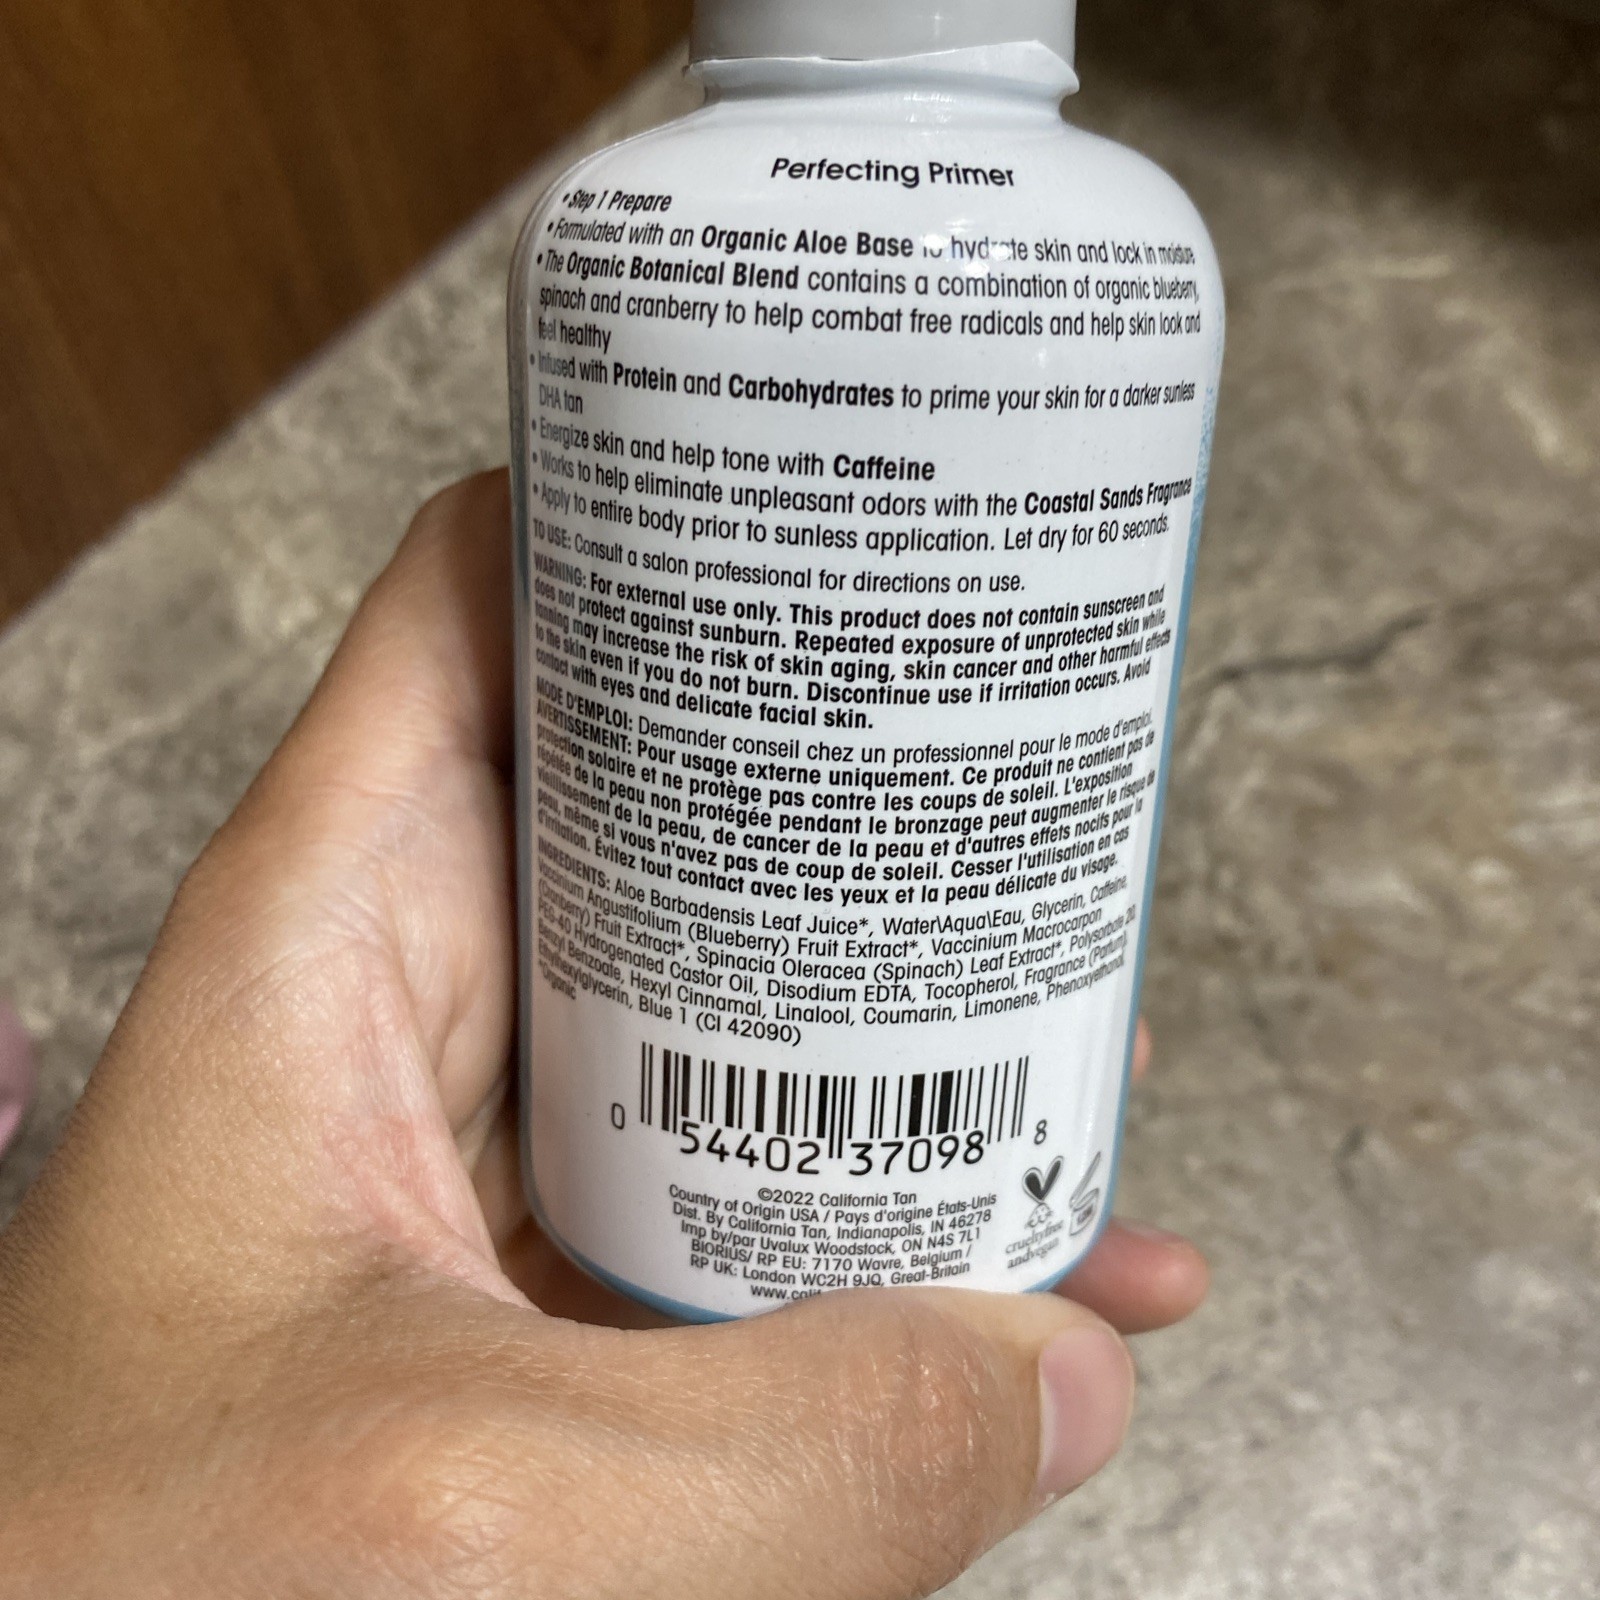 Perfecting Primer
• Step 1 Prepare
• Formulated with an Organic Aloe Base to hydrate skin and lock in moisture
• The Organic Botanical Blend contains a combination of organic blueberry,
spinach and cranberry to help combat free radicals and help skin look and
feel healthy
• Infused with Protein and Carbohydrates to prime your skin for a darker sunless
DHA tan
• Energize skin and help tone with Caffeine
• Works to help eliminate unpleasant odors with the Coastal Sands Fragrance
• Apply to entire body prior to sunless application. Let dry for 60 seconds.
TO USE: Consult a salon professional for directions on use.
WARNING: For external use only. This product does not contain sunscreen and
does not protect against sunburn. Repeated exposure of unprotected skin while
tanning may increase the risk of skin aging, skin cancer and other harmful effects
to the skin even if you do not burn. Discontinue use if irritation occurs. Avoid
contact with eyes and delicate facial skin.
MODE D'EMPLOI: Demander conseil chez un professionnel pour le mode d'emploi.
AVERTISSEMENT: Pour usage externe uniquement. Ce produit ne contient pas de
protection solaire et ne protège pas contre les coups de soleil. L'exposition
répétée de la peau non protégée pendant le bronzage peut augmenter le risque de
vieillissement de la peau, de cancer de la peau et d'autres effets nocifs pour la
peau, même si vous n'avez pas de coup de soleil. Cesser l'utilisation en cas
d'irritation. Évitez tout contact avec les yeux et la peau délicate du visage.
INGREDIENTS: Aloe Barbadensis Leaf Juice*, Water\Aqua\Eau, Glycerin, Caffeine,
Vaccinium Angustifolium (Blueberry) Fruit Extract*, Vaccinium Macrocarpon
(Cranberry) Fruit Extract*, Spinacia Oleracea (Spinach) Leaf Extract*, Polysorbate 20,
PEG-40 Hydrogenated Castor Oil, Disodium EDTA, Tocopherol, Fragrance (Parfum),
Benzyl Benzoate, Hexyl Cinnamal, Linalool, Coumarin, Limonene, Phenoxyethanol,
Ethylhexylglycerin, Blue 1 (CI 42090)
*Organic
0 54402 37098 8
©2022 California Tan
Country of Origin USA / Pays d'origine États-Unis
Dist. By California Tan, Indianapolis, IN 46278
Imp by/par Uvalux Woodstock, ON N4S 7L1
BIORIUS/ RP EU: 7170 Wavre, Belgium /
RP UK: London WC2H 9JQ, Great-Britain
crueltyfree
andvegan